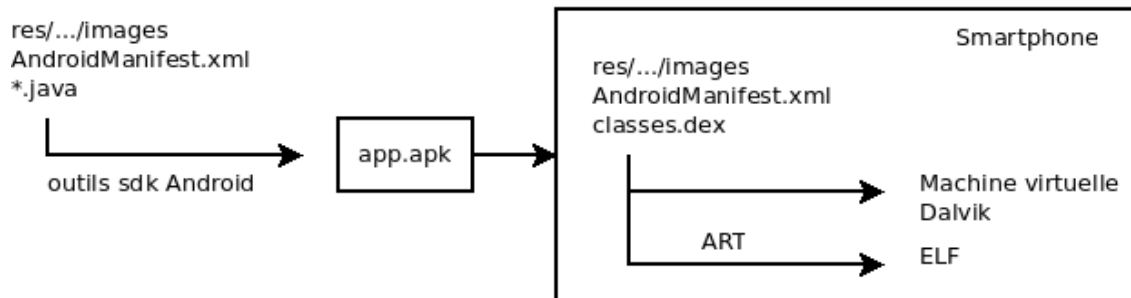 res/.../images
AndroidManifest.xml
*.java
outils sdk Android
app.apk
Smartphone
res/.../images
AndroidManifest.xml
classes.dex
Machine virtuelle
Dalvik
ART
ELF